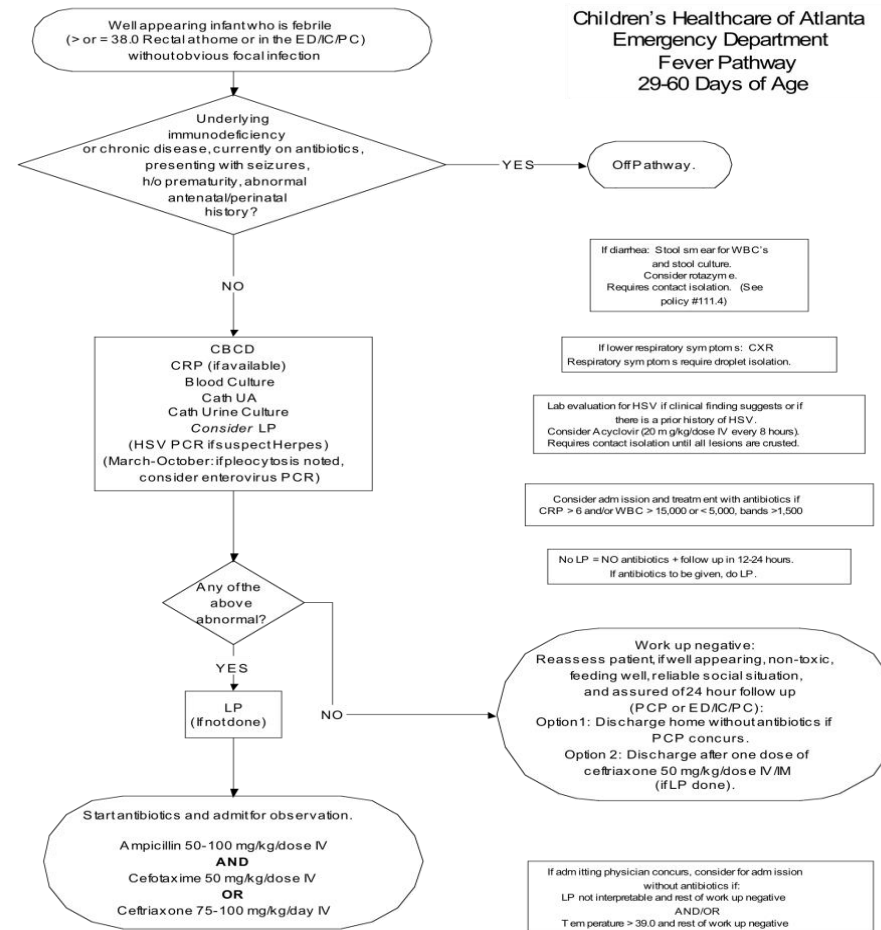 Children's Healthcare of Atlanta
Emergency Department
Fever Pathway
29-60 Days of Age
Well appearing infant who is febrile
(> or = 38.0 Rectal at home or in the ED/IC/PC)
without obvious focal infection
Underlying
immunodeficiency
or chronic disease, currently on antibiotics,
presenting with seizures,
h/o prematurity, abnormal
antenatal/perinatal
history?
YES
Off Pathway.
NO
If diarrhea: Stool smear for WBC's
and stool culture.
Consider rotazyme.
Requires contact isolation. (See
policy #111.4)
CBCD
CRP (if available)
Blood Culture
Cath UA
Cath Urine Culture
Consider LP
(HSV PCR if suspect Herpes)
(March-October: if pleocytosis noted,
consider enterovirus PCR)
If lower respiratory symptoms: CXR
Respiratory symptoms require droplet isolation.
Lab evaluation for HSV if clinical finding suggests or if
there is a prior history of HSV.
Consider Acyclovir (20 mg/kg/dose IV every 8 hours).
Requires contact isolation until all lesions are crusted.
Consider admission and treatment with antibiotics if
CRP > 6 and/or WBC > 15,000 or < 5,000, bands >1,500
No LP = NO antibiotics + follow up in 12-24 hours.
If antibiotics to be given, do LP.
Any of the
above
abnormal?
YES
LP
(If not done)
NO
Work up negative:
Reassess patient, if well appearing, non-toxic,
feeding well, reliable social situation,
and assured of 24 hour follow up
(PCP or ED/IC/PC):
Option 1: Discharge home without antibiotics if
PCP concurs.
Option 2: Discharge after one dose of
ceftriaxone 50 mg/kg/dose IV/IM
(if LP done).
Start antibiotics and admit for observation.
Ampicillin 50-100 mg/kg/dose IV
AND
Cefotaxime 50 mg/kg/dose IV
OR
Ceftriaxone 75-100 mg/kg/day IV
If admitting physician concurs, consider for admission
without antibiotics if:
LP not interpretable and rest of work up negative
AND/OR
Temperature > 39.0 and rest of work up negative